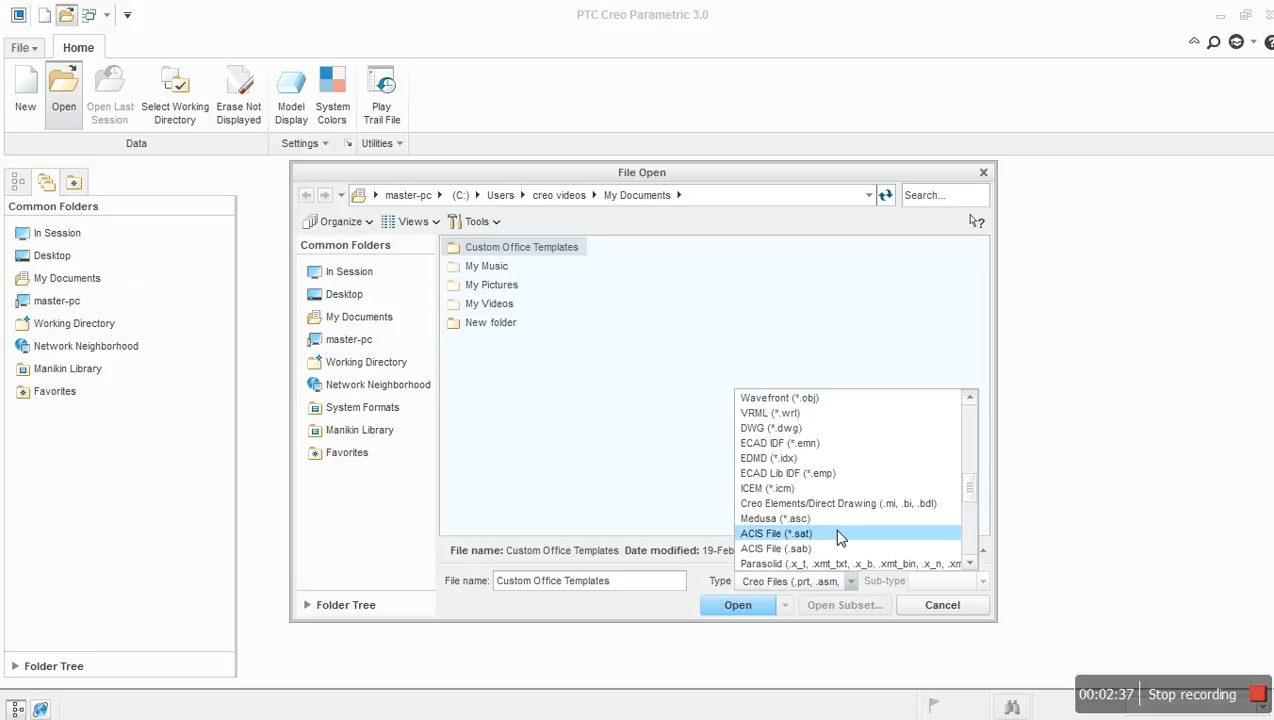 PTC Creo Parametric 3.0
File
Home
New
Open
Open Last Session
Select Working Directory
Erase Not Displayed
Model Display
System Colors
Play Trail File
Data
Settings
Utilities
Common Folders
In Session
Desktop
My Documents
master-pc
Working Directory
Network Neighborhood
Manikin Library
Favorites
Folder Tree
File Open
master-pc (C:) Users creo videos My Documents
Search...
Organize Views Tools
Common Folders
In Session
Desktop
My Documents
master-pc
Working Directory
Network Neighborhood
System Formats
Manikin Library
Favorites
Folder Tree
Custom Office Templates
My Music
My Pictures
My Videos
New folder
Wavefront (*.obj)
VRML (*.wrl)
DWG (*.dwg)
ECAD IDF (*.emn)
EDMD (*.idx)
ECAD Lib IDF (*.emp)
ICEM (*.icm)
Creo Elements/Direct Drawing (.mi, .bi, .bdl)
Medusa (*.asc)
ACIS File (*.sat)
ACIS File (.sab)
Parasolid (.x_t, .xmt_txt, .x_b, .xmt_bin, .x_n, .xm
File name: Custom Office Templates Date modified: 19-Feb
File name: Custom Office Templates
Type Creo Files (.prt, .asm, Sub-type
Open
Open Subset...
Cancel
00:02:37 Stop recording